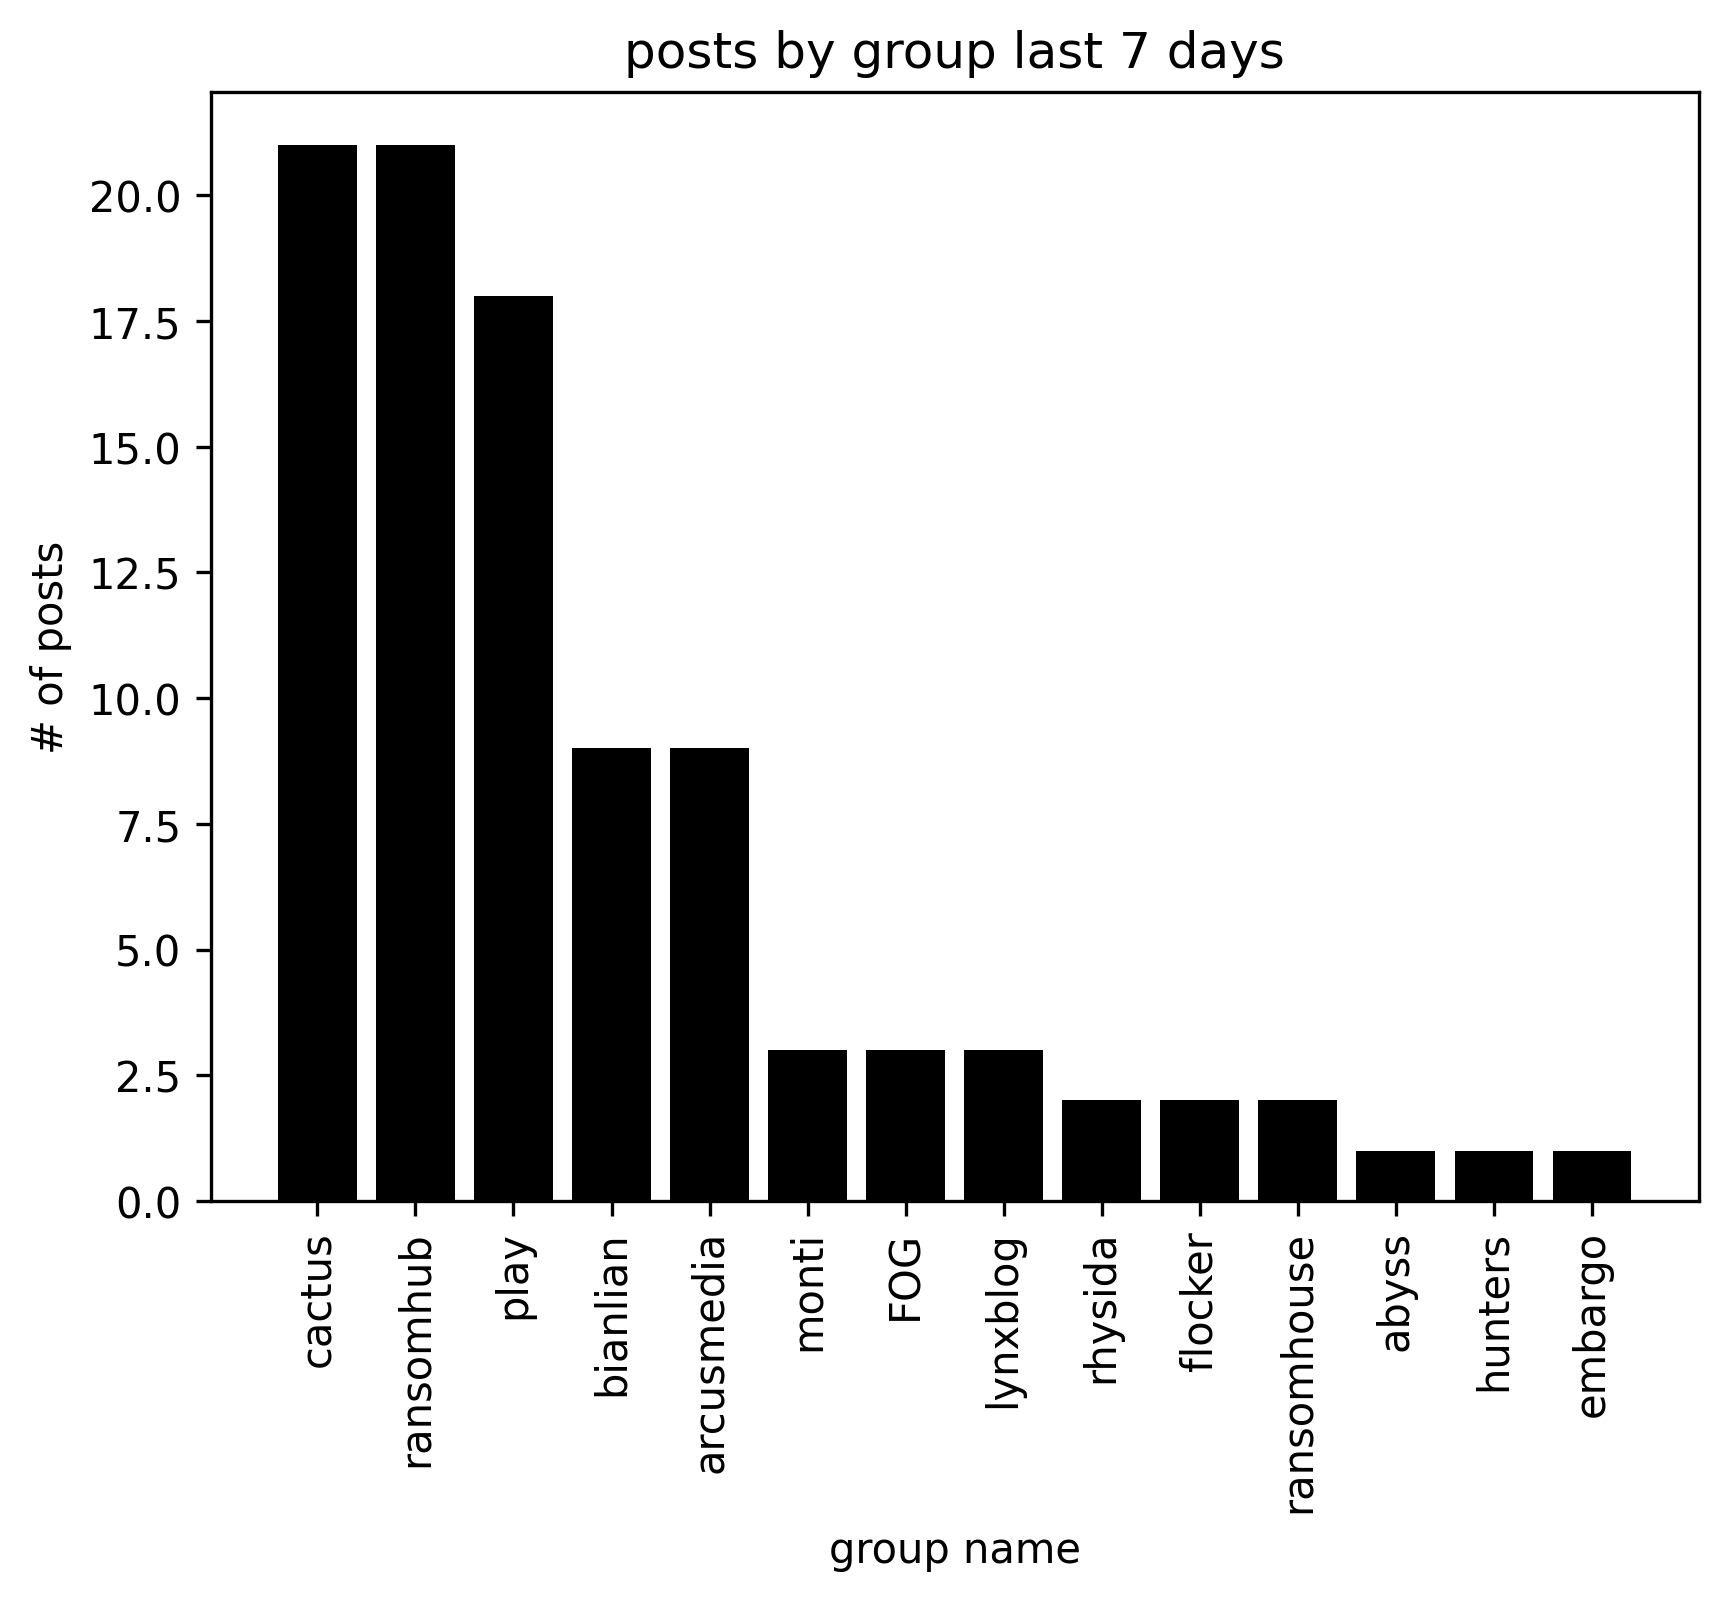 posts by group last 7 days
# of posts
20.0
17.5
15.0
12.5
10.0
7.5
5.0
2.5
0.0
cactus
ransomhub
play
bianlian
arcusmedia
monti
FOG
lynxblog
rhysida
flocker
ransomhouse
abyss
hunters
embargo
group name